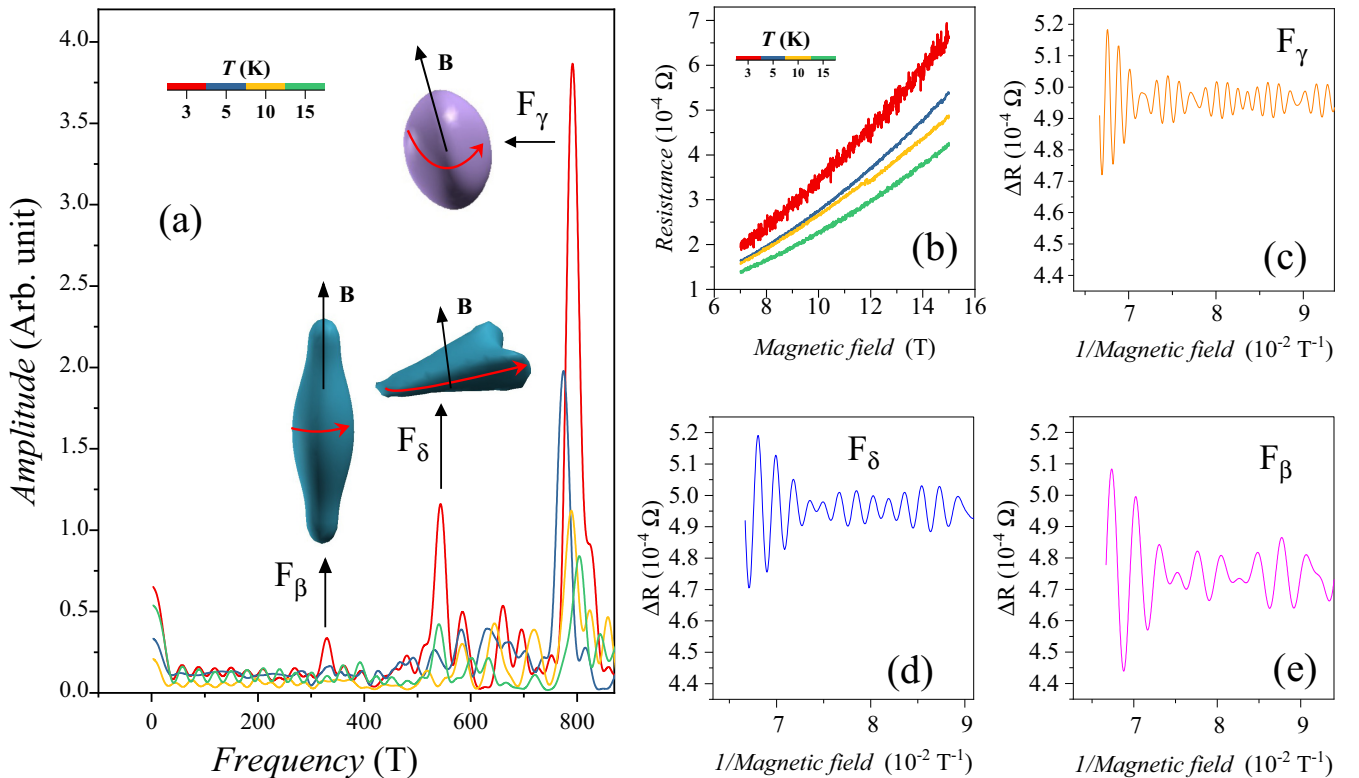 Amplitude (Arb. unit)
4.0
3.5
3.0
2.5
2.0
1.5
1.0
0.5
0.0
T (K)
3 5 10 15
B
Fγ
(a)
B
B
Fδ
Fβ
0 200 400 600 800
Frequency (T)
Resistance (10⁻⁴ Ω)
7
6
5
4
3
2
1
T (K)
3 5 10 15
(b)
6 8 10 12 14 16
Magnetic field (T)
ΔR (10⁻⁴ Ω)
5.2
5.1
5.0
4.9
4.8
4.7
4.6
4.5
4.4
Fγ
(c)
7 8 9
1/Magnetic field (10⁻² T⁻¹)
ΔR (10⁻⁴ Ω)
5.2
5.1
5.0
4.9
4.8
4.7
4.6
4.5
4.4
Fδ
(d)
7 8 9
1/Magnetic field (10⁻² T⁻¹)
ΔR (10⁻⁴ Ω)
5.2
5.1
5.0
4.9
4.8
4.7
4.6
4.5
4.4
Fβ
(e)
7 8 9
1/Magnetic field (10⁻² T⁻¹)